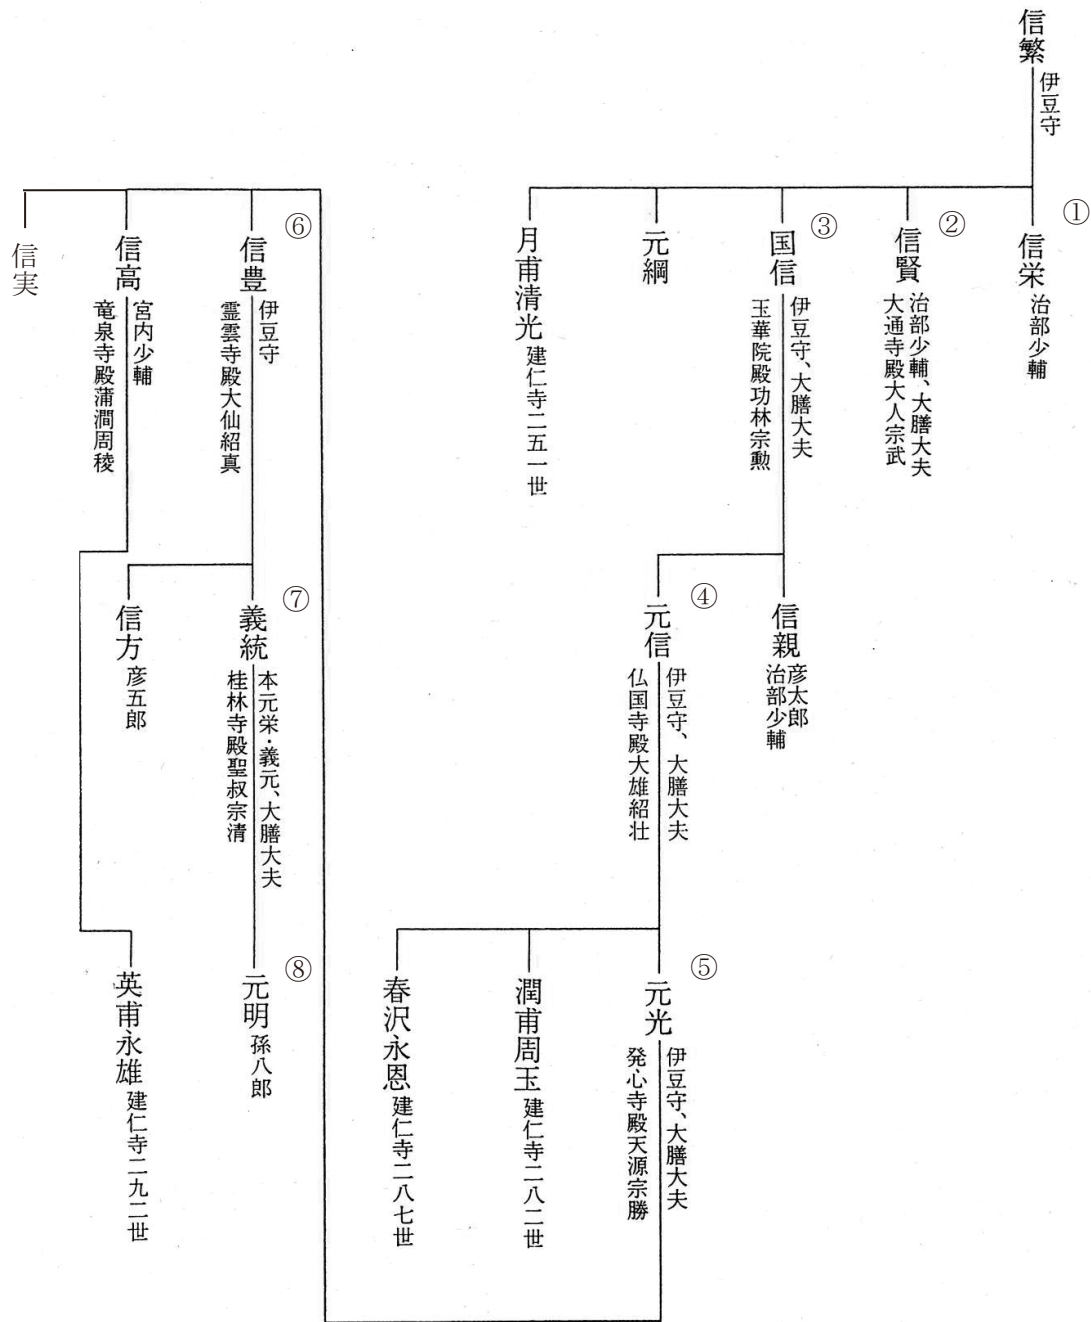 信繁
伊豆守
①
信栄
治部少輔
②
信賢
治部少輔、大膳大夫
大通寺殿大人宗武
③
国信
伊豆守、大膳大夫
玉華院殿功林宗勲
元綱
月甫清光
建仁寺二五一世
信親
彦太郎
治部少輔
④
元信
伊豆守、大膳大夫
仏国寺殿大雄紹壮
⑤
元光
伊豆守、大膳大夫
発心寺殿天源宗勝
潤甫周玉
建仁寺二八二世
春沢永恩
建仁寺二八七世
⑥
信豊
伊豆守
霊雲寺殿大仙紹真
信高
宮内少輔
竜泉寺殿蒲澗周稜
信実
⑦
義統
本元栄・義元、大膳大夫
桂林寺殿聖叔宗清
信方
彦五郎
⑧
元明
孫八郎
英甫永雄
建仁寺二九二世